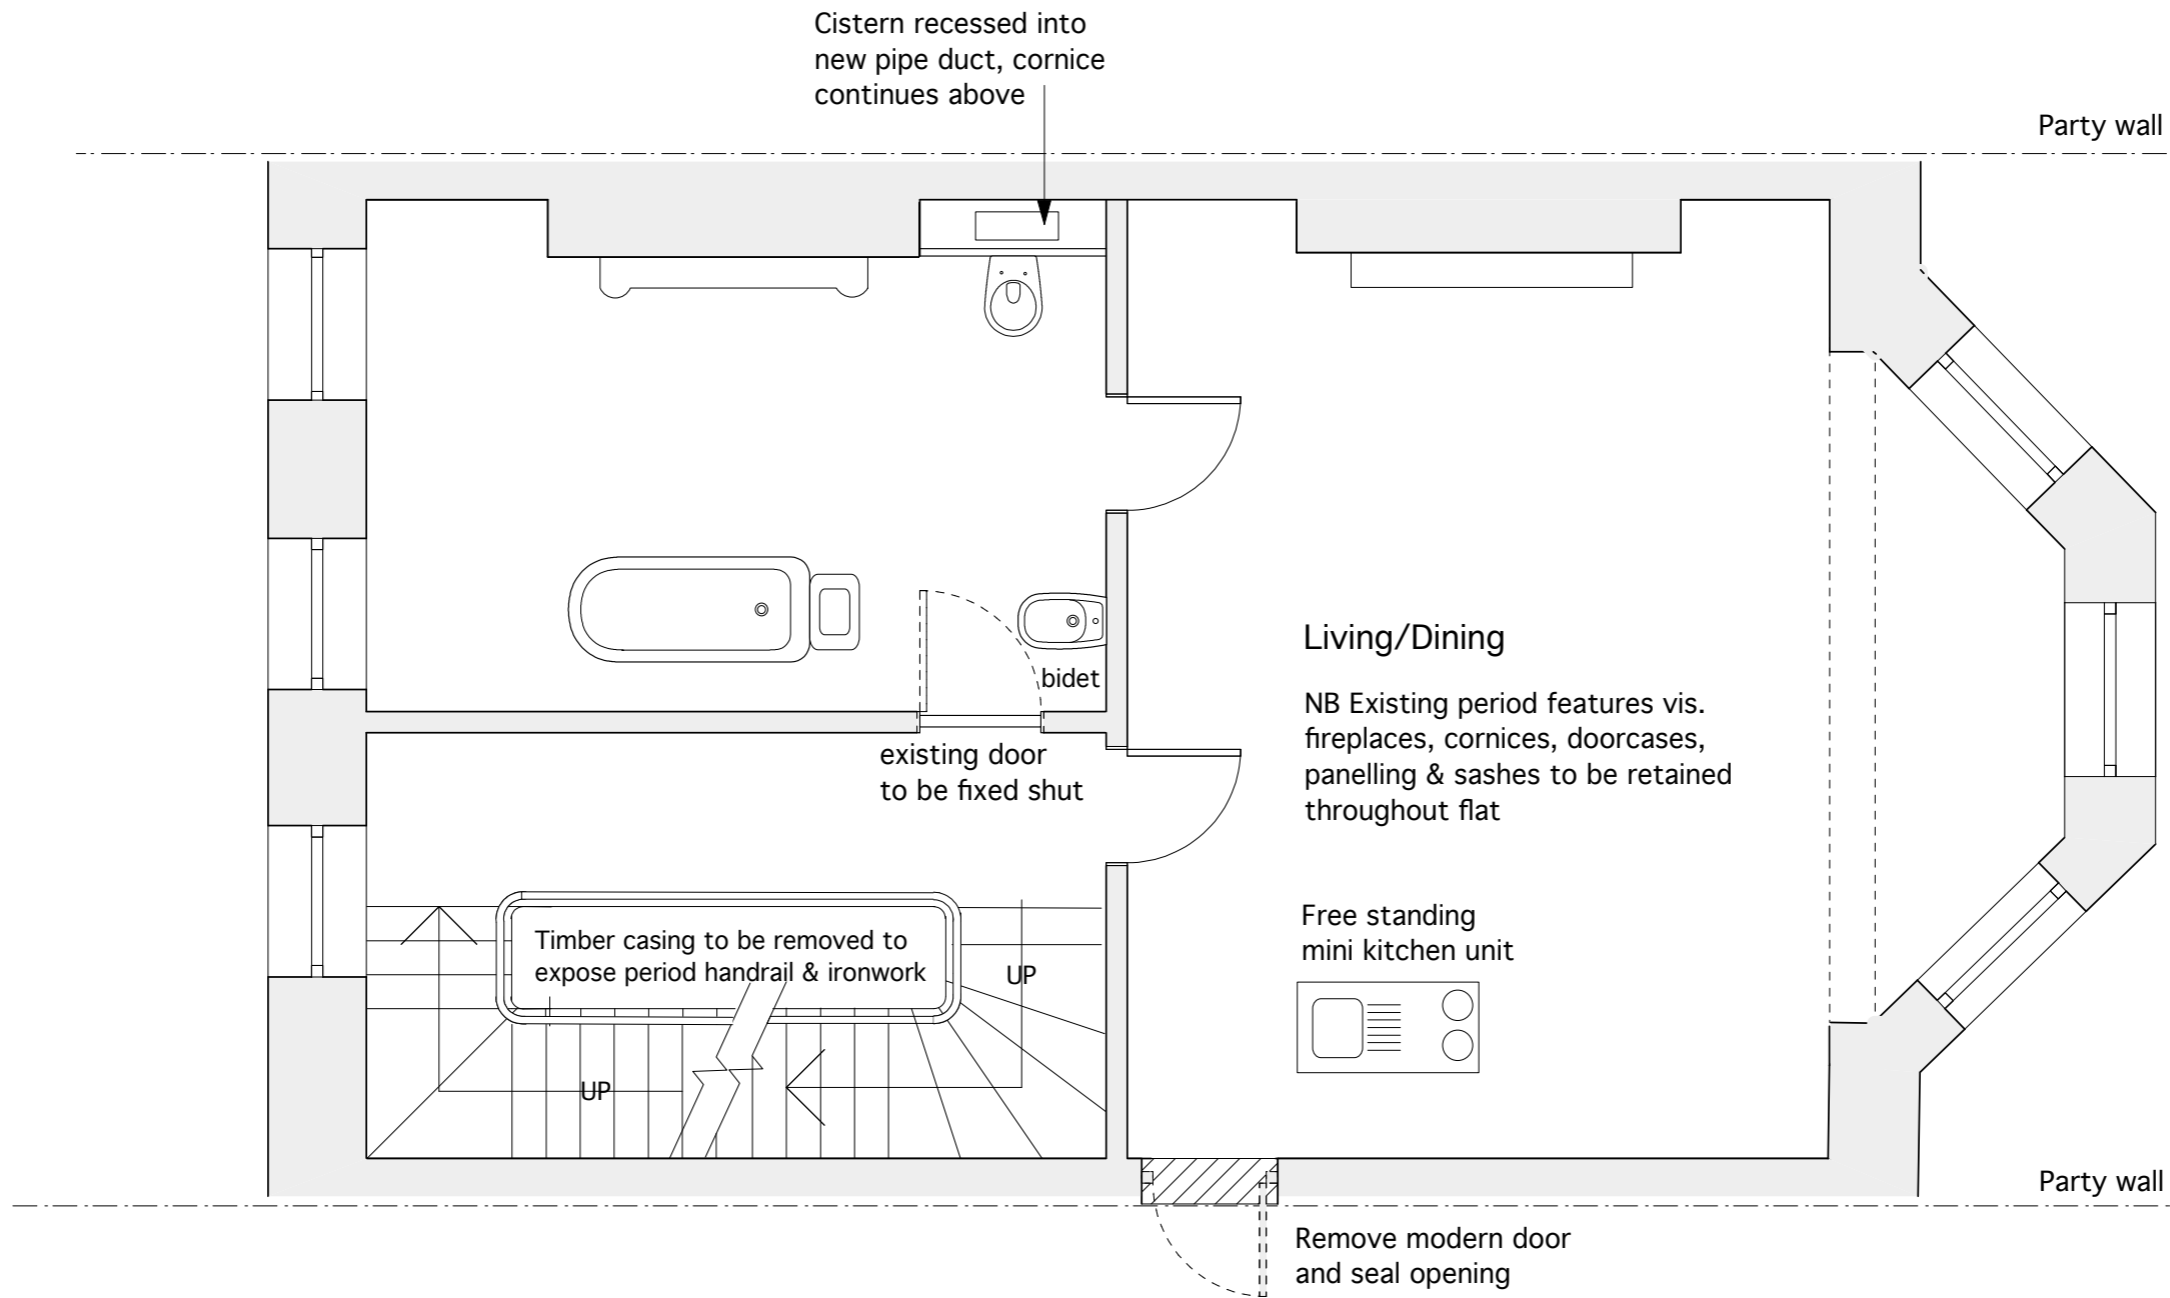 Cistern recessed into
new pipe duct, cornice
continues above
Party wall
bidet
existing door
to be fixed shut
Living/Dining
NB Existing period features vis.
fireplaces, cornices, doorcases,
panelling & sashes to be retained
throughout flat
Timber casing to be removed to
expose period handrail & ironwork
UP
UP
Free standing
mini kitchen unit
Party wall
Remove modern door
and seal opening